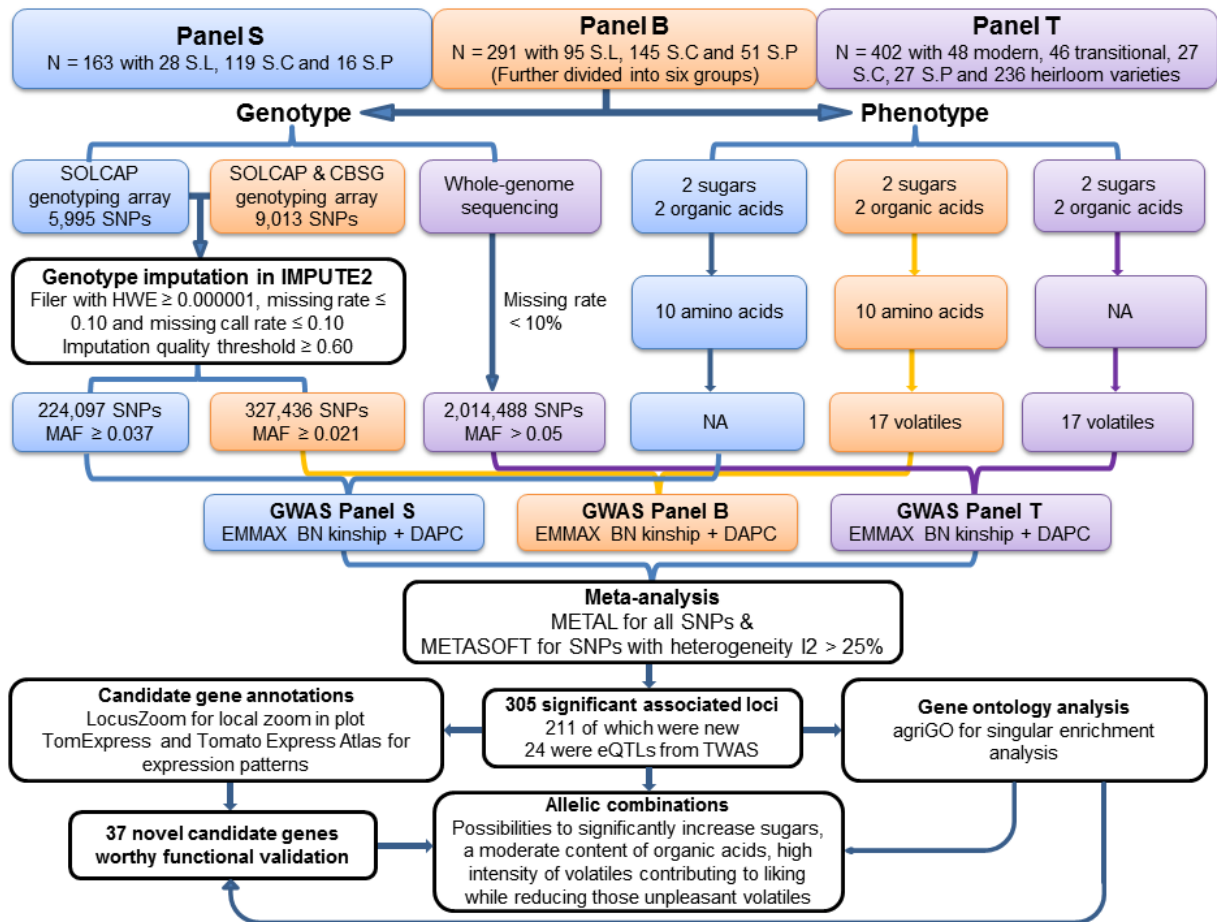 Panel S
N = 163 with 28 S.L, 119 S.C and 16 S.P
Panel B
N = 291 with 95 S.L, 145 S.C and 51 S.P
(Further divided into six groups)
Panel T
N = 402 with 48 modern, 46 transitional, 27
S.C, 27 S.P and 236 heirloom varieties
Genotype
Phenotype
SOLCAP
genotyping array
5,995 SNPs
SOLCAP & CBSG
genotyping array
9,013 SNPs
Whole-genome
sequencing
2 sugars
2 organic acids
2 sugars
2 organic acids
2 sugars
2 organic acids
Genotype imputation in IMPUTE2
Filer with HWE ≥ 0.000001, missing rate ≤
0.10 and missing call rate ≤ 0.10
Imputation quality threshold ≥ 0.60
Missing rate
< 10%
10 amino acids
10 amino acids
NA
224,097 SNPs
MAF ≥ 0.037
327,436 SNPs
MAF ≥ 0.021
2,014,488 SNPs
MAF > 0.05
NA
17 volatiles
17 volatiles
GWAS Panel S
EMMAX BN kinship + DAPC
GWAS Panel B
EMMAX BN kinship + DAPC
GWAS Panel T
EMMAX BN kinship + DAPC
Meta-analysis
METAL for all SNPs &
METASOFT for SNPs with heterogeneity I2 > 25%
Candidate gene annotations
LocusZoom for local zoom in plot
TomExpress and Tomato Express Atlas for
expression patterns
305 significant associated loci
211 of which were new
24 were eQTLs from TWAS
Gene ontology analysis
agriGO for singular enrichment
analysis
37 novel candidate genes
worthy functional validation
Allelic combinations
Possibilities to significantly increase sugars,
a moderate content of organic acids, high
intensity of volatiles contributing to liking
while reducing those unpleasant volatiles